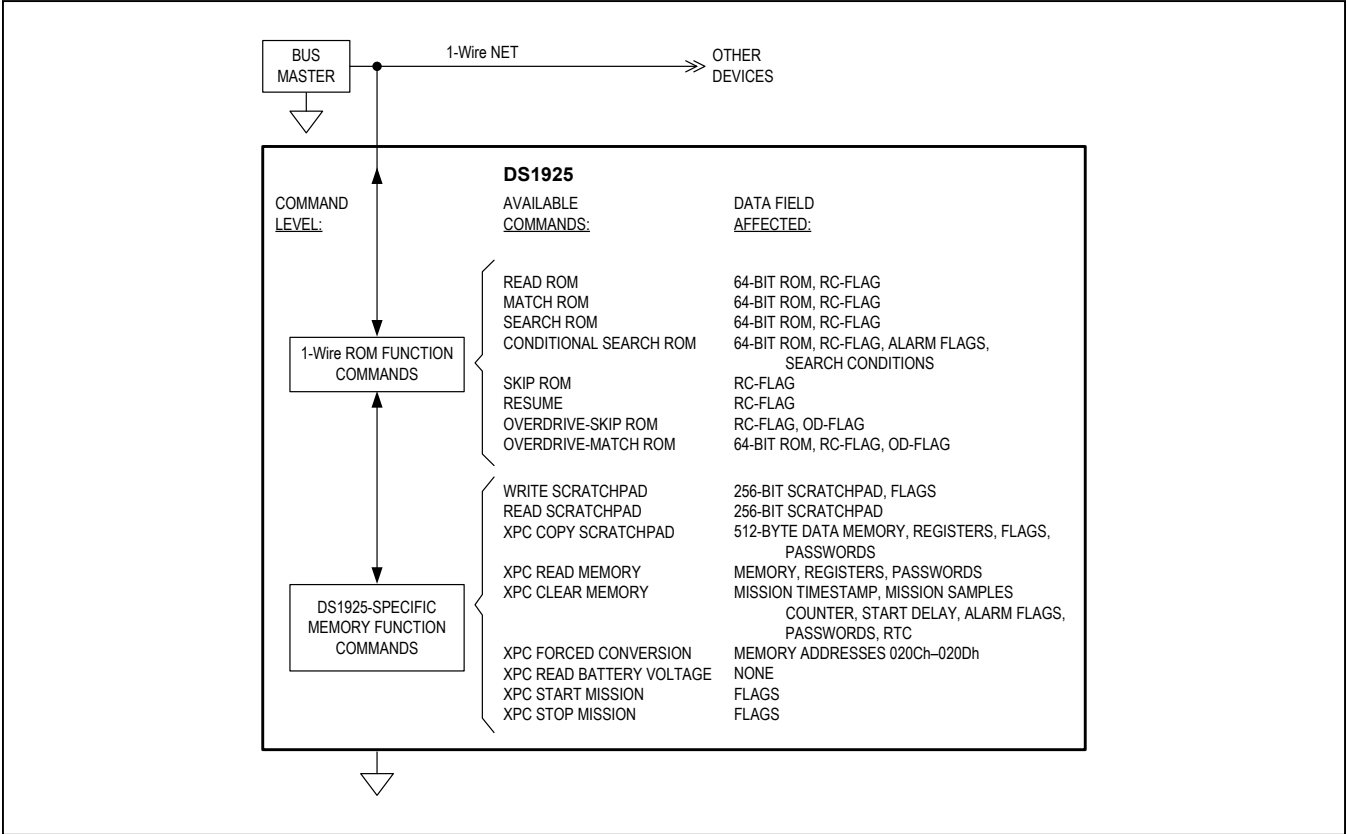 BUS
MASTER
1-Wire NET
OTHER
DEVICES
DS1925
COMMAND
LEVEL:
AVAILABLE
COMMANDS:
DATA FIELD
AFFECTED:
1-Wire ROM FUNCTION
COMMANDS
READ ROM 64-BIT ROM, RC-FLAG
MATCH ROM 64-BIT ROM, RC-FLAG
SEARCH ROM 64-BIT ROM, RC-FLAG
CONDITIONAL SEARCH ROM 64-BIT ROM, RC-FLAG, ALARM FLAGS,
SEARCH CONDITIONS
SKIP ROM RC-FLAG
RESUME RC-FLAG
OVERDRIVE-SKIP ROM RC-FLAG, OD-FLAG
OVERDRIVE-MATCH ROM 64-BIT ROM, RC-FLAG, OD-FLAG
DS1925-SPECIFIC
MEMORY FUNCTION
COMMANDS
WRITE SCRATCHPAD 256-BIT SCRATCHPAD, FLAGS
READ SCRATCHPAD 256-BIT SCRATCHPAD
XPC COPY SCRATCHPAD 512-BYTE DATA MEMORY, REGISTERS, FLAGS,
PASSWORDS
XPC READ MEMORY MEMORY, REGISTERS, PASSWORDS
XPC CLEAR MEMORY MISSION TIMESTAMP, MISSION SAMPLES
COUNTER, START DELAY, ALARM FLAGS,
PASSWORDS, RTC
XPC FORCED CONVERSION MEMORY ADDRESSES 020Ch–020Dh
XPC READ BATTERY VOLTAGE NONE
XPC START MISSION FLAGS
XPC STOP MISSION FLAGS